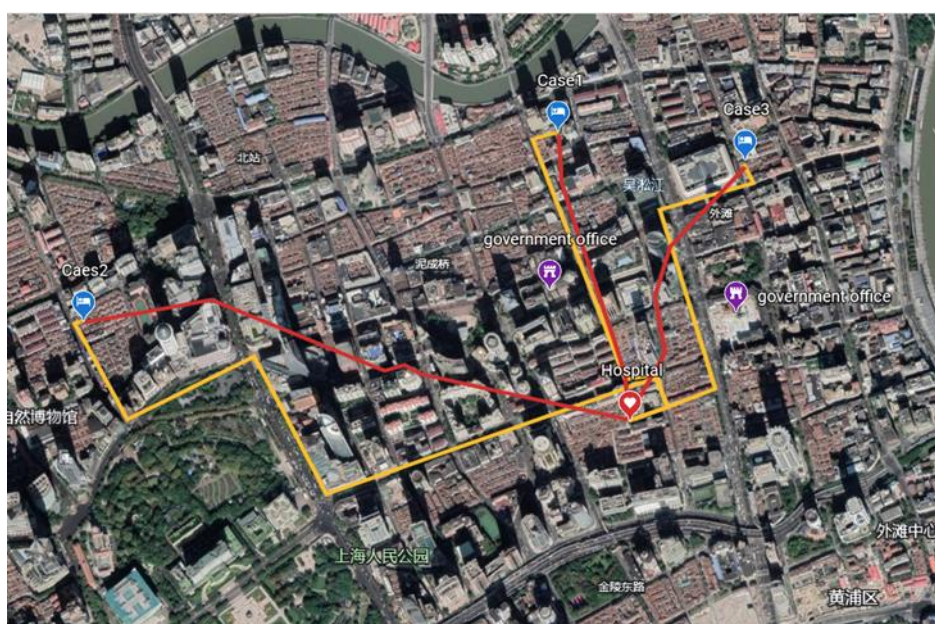 Case1
Case3
北站
吴淞江
外滩
government office
泥成桥
Caes2
government office
Hospital
自然博物馆
上海人民公园
外滩中心
金陵东路
黄浦区